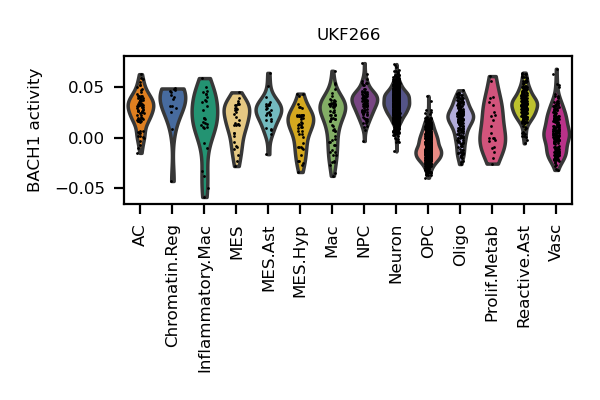 UKF266
BACH1 activity
0.05
0.00
−0.05
AC
Chromatin.Reg
Inflammatory.Mac
MES
MES.Ast
MES.Hyp
Mac
NPC
Neuron
OPC
Oligo
Prolif.Metab
Reactive.Ast
Vasc